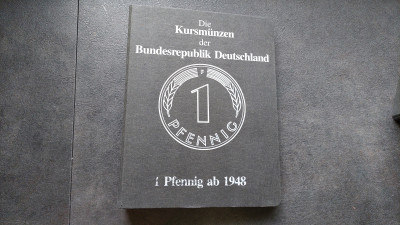 Die
Kursmünzen
der
Bundesrepublik Deutschland
F
1
PFENNIG
1 Pfennig ab 1948